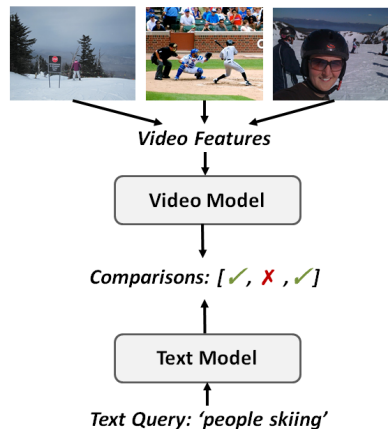 Video Features
Video Model
Comparisons: [✓, ✗ ,✓]
Text Model
Text Query: ‘people skiing’